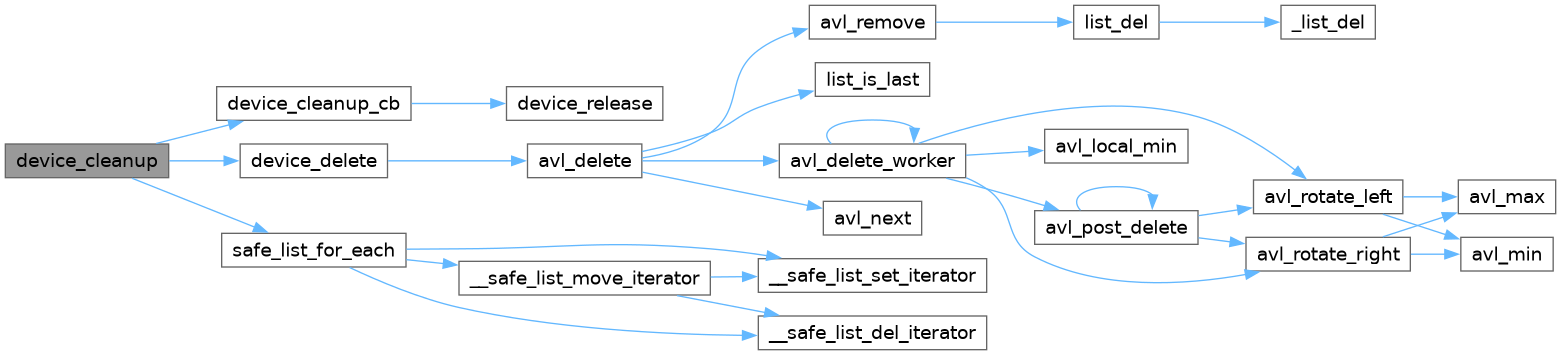 device_cleanup
device_cleanup_cb
device_release
device_delete
avl_delete
avl_remove
list_del
_list_del
list_is_last
avl_delete_worker
avl_local_min
avl_post_delete
avl_rotate_left
avl_max
avl_rotate_right
avl_min
avl_next
safe_list_for_each
__safe_list_move_iterator
__safe_list_set_iterator
__safe_list_del_iterator